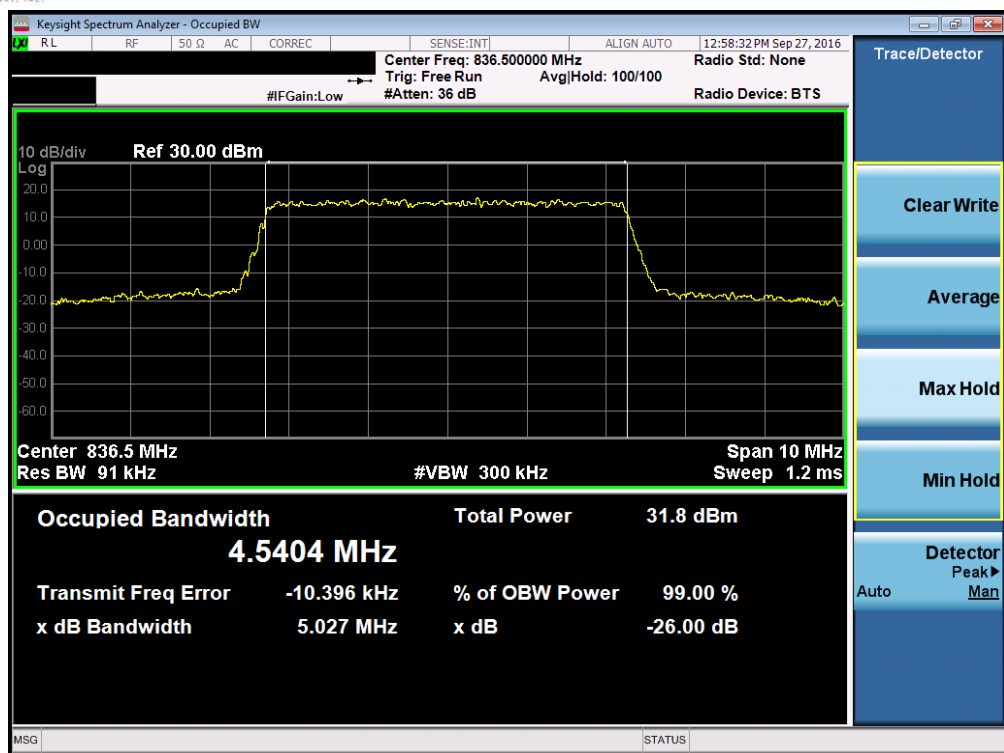 Keysight Spectrum Analyzer - Occupied BW
LXI RL RF 50 Ω AC CORREC SENSE:INT ALIGN AUTO 12:58:32 PM Sep 27, 2016
Center Freq: 836.500000 MHz Radio Std: None
Trig: Free Run Avg|Hold: 100/100
#IFGain:Low #Atten: 36 dB Radio Device: BTS
10 dB/div Ref 30.00 dBm
Log
20.0
10.0
0.00
-10.0
-20.0
-30.0
-40.0
-50.0
-60.0
Center 836.5 MHz Span 10 MHz
Res BW 91 kHz #VBW 300 kHz Sweep 1.2 ms
Occupied Bandwidth Total Power 31.8 dBm
4.5404 MHz
Transmit Freq Error -10.396 kHz % of OBW Power 99.00 %
x dB Bandwidth 5.027 MHz x dB -26.00 dB
MSG STATUS
Trace/Detector
Clear Write
Average
Max Hold
Min Hold
Detector
Peak▶
Auto Man